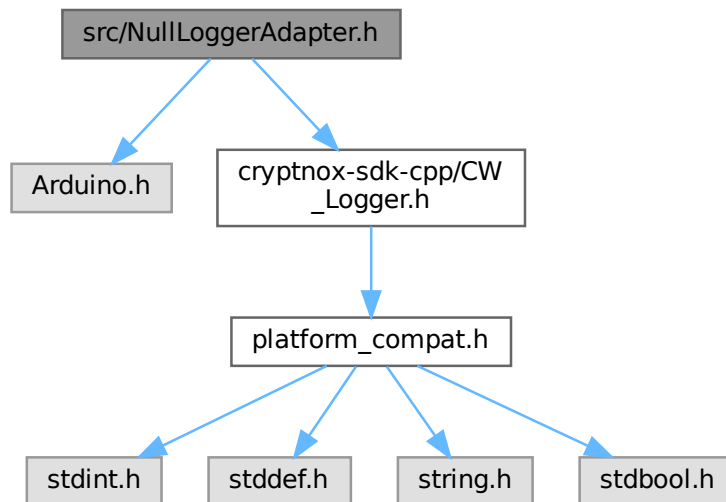 src/NullLoggerAdapter.h
Arduino.h
cryptnox-sdk-cpp/CW
_Logger.h
platform_compat.h
stdint.h
stddef.h
string.h
stdbool.h